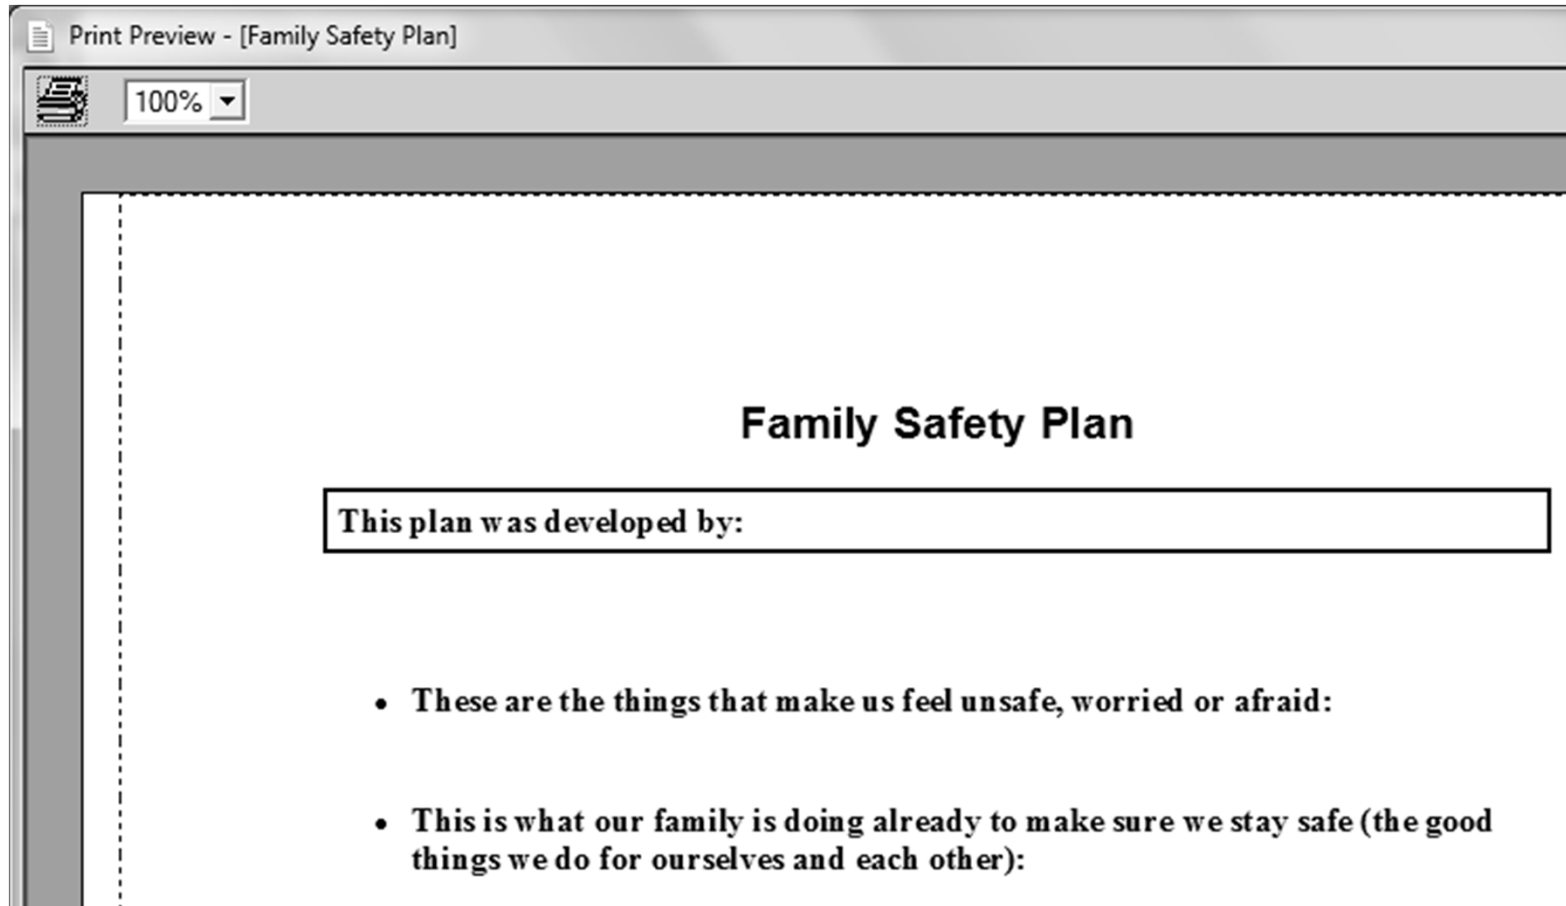 Print Preview - [Family Safety Plan]
100%
Family Safety Plan
This plan was developed by:
• These are the things that make us feel unsafe, worried or afraid:
• This is what our family is doing already to make sure we stay safe (the good
things we do for ourselves and each other):